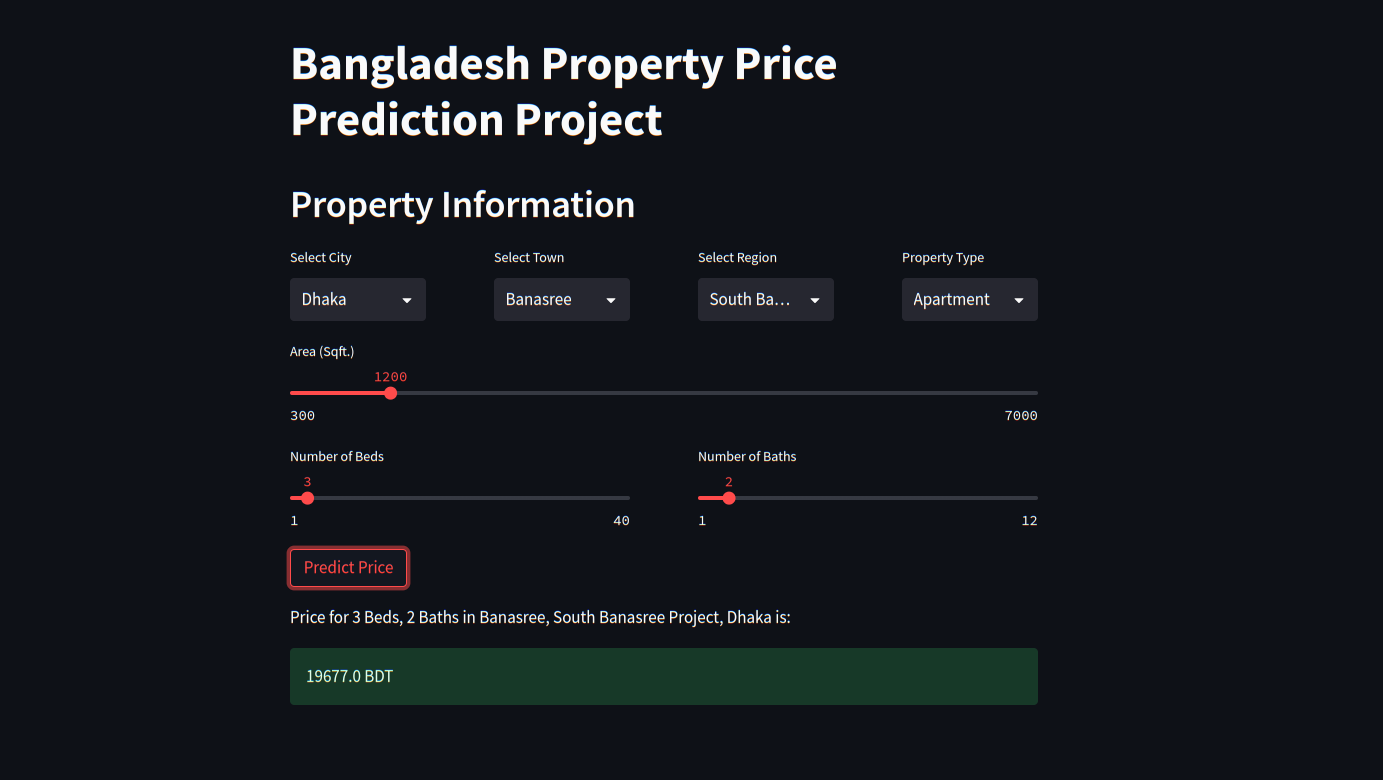 Bangladesh Property Price
Prediction Project
Property Information
Select City
Select Town
Select Region
Property Type
Dhaka
Banasree
South Ba...
Apartment
Area (Sqft.)
1200
300
7000
Number of Beds
Number of Baths
3
2
1
40
1
12
Predict Price
Price for 3 Beds, 2 Baths in Banasree, South Banasree Project, Dhaka is:
19677.0 BDT